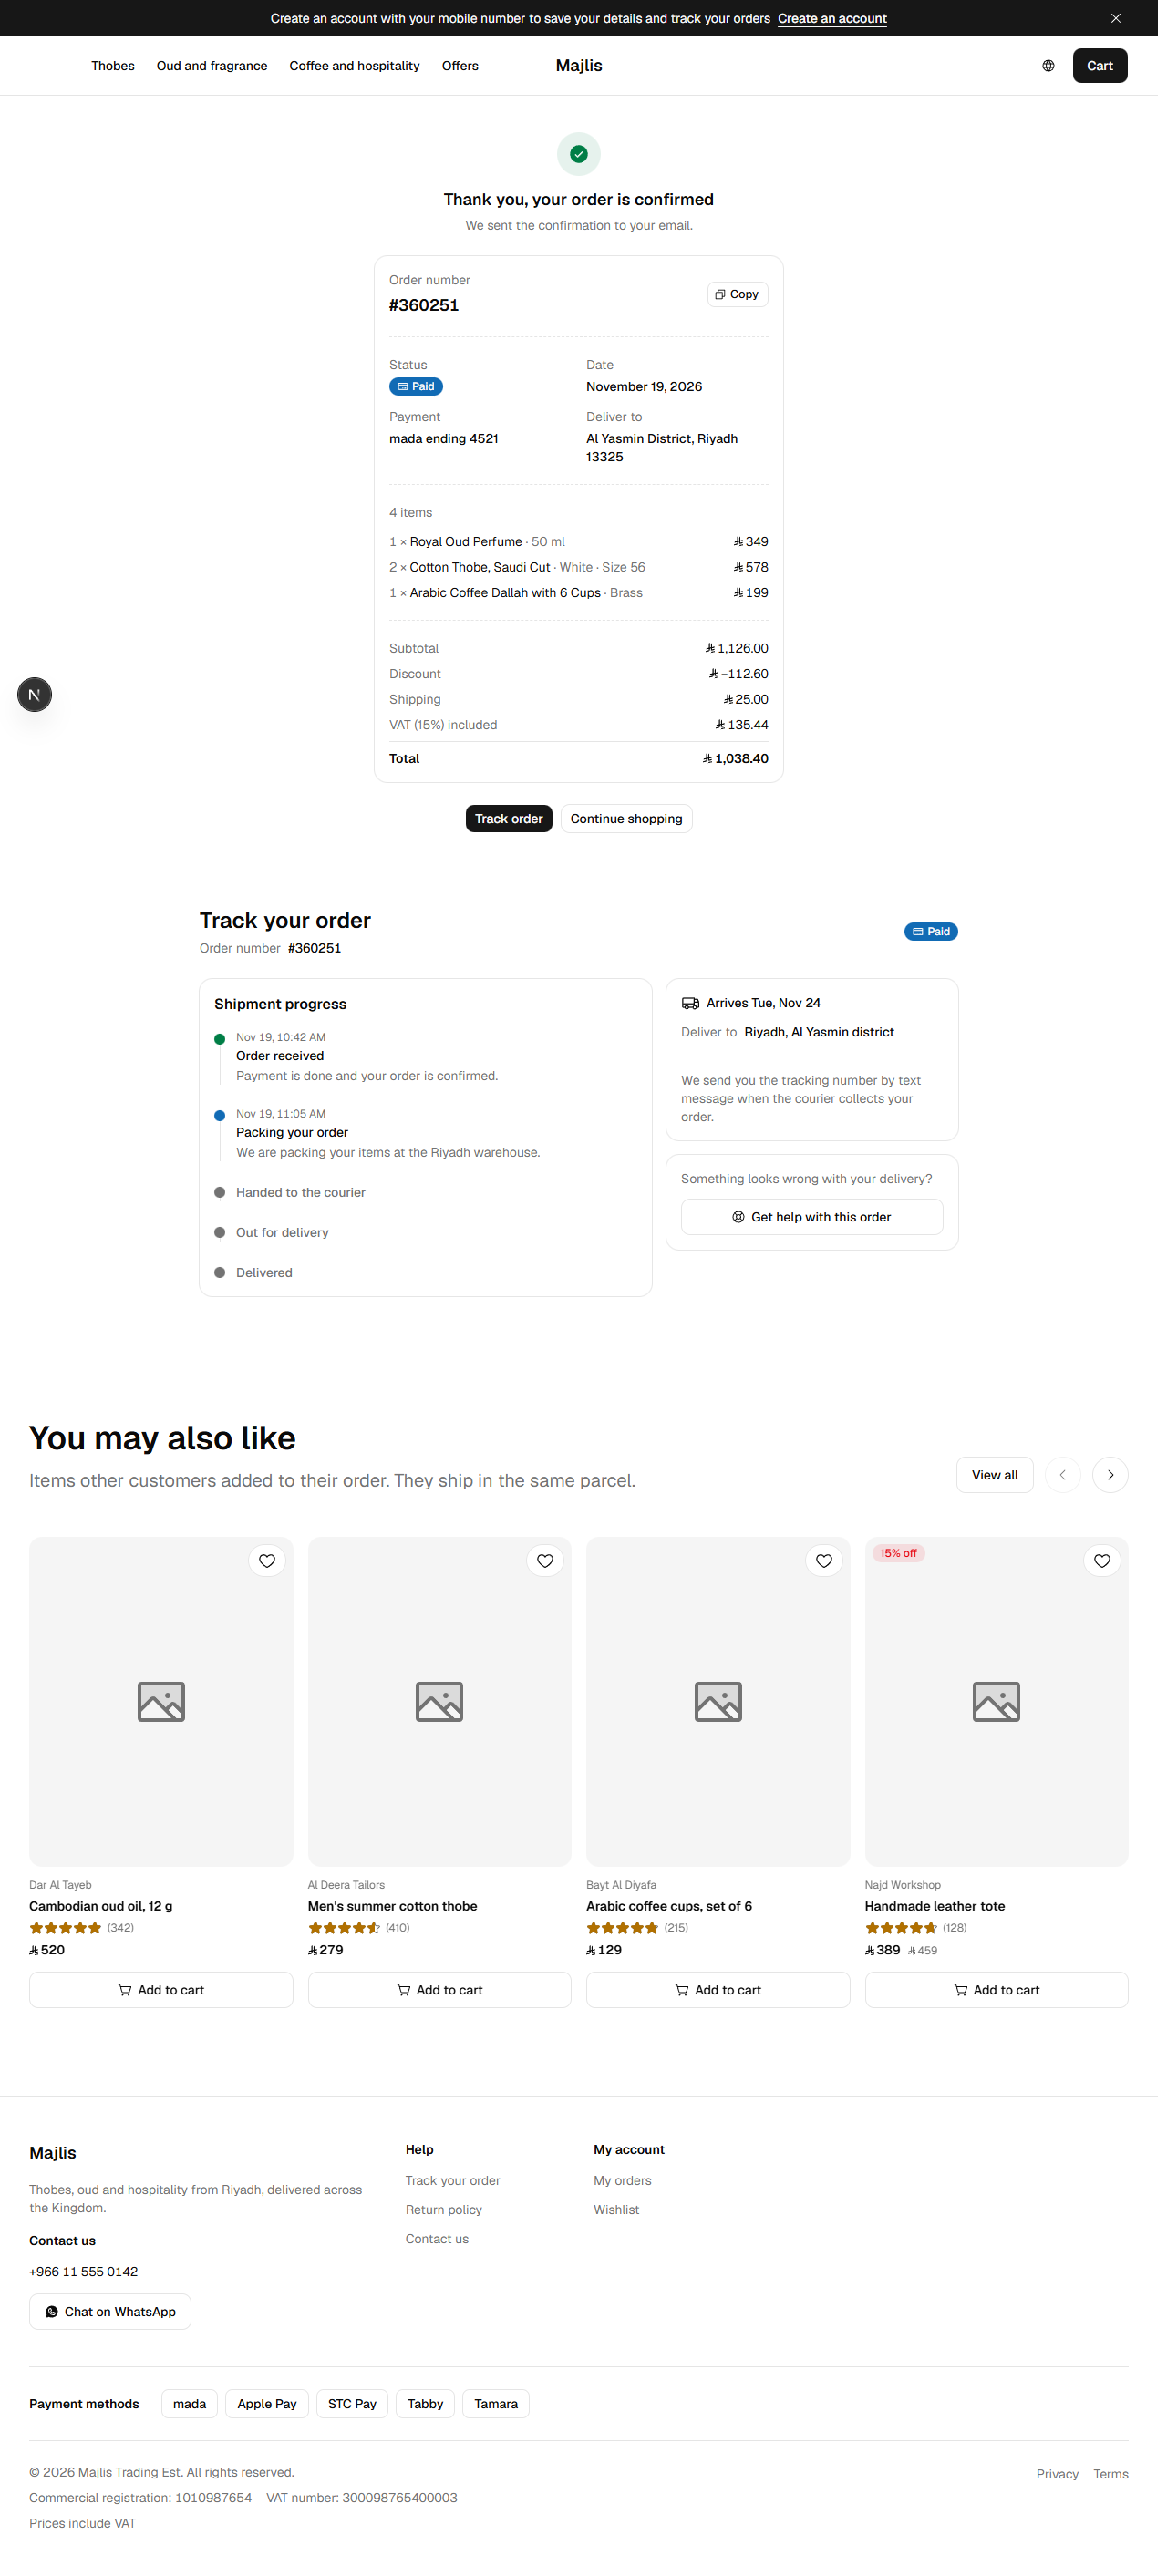 Create an account with your mobile number to save your details and track your orders Create an account
Thobes Oud and fragrance Coffee and hospitality Offers Majlis Cart
Thank you, your order is confirmed
We sent the confirmation to your email.
Order number
#360251
Copy
Status Date
Paid November 19, 2026
Payment Deliver to
mada ending 4521 Al Yasmin District, Riyadh
13325
4 items
1 × Royal Oud Perfume · 50 ml ⃁ 349
2 × Cotton Thobe, Saudi Cut · White · Size 56 ⃁ 578
1 × Arabic Coffee Dallah with 6 Cups · Brass ⃁ 199
Subtotal ⃁ 1,126.00
Discount ⃁ −112.60
Shipping ⃁ 25.00
VAT (15%) included ⃁ 135.44
Total ⃁ 1,038.40
N
Track order Continue shopping
Track your order
Order number #360251
Paid
Shipment progress
Nov 19, 10:42 AM
Order received
Payment is done and your order is confirmed.
Nov 19, 11:05 AM
Packing your order
We are packing your items at the Riyadh warehouse.
Handed to the courier
Out for delivery
Delivered
Arrives Tue, Nov 24
Deliver to Riyadh, Al Yasmin district
We send you the tracking number by text
message when the courier collects your
order.
Something looks wrong with your delivery?
Get help with this order
You may also like
Items other customers added to their order. They ship in the same parcel.
View all
15% off
Dar Al Tayeb
Cambodian oud oil, 12 g
(342)
⃁ 520
Add to cart
Al Deera Tailors
Men's summer cotton thobe
(410)
⃁ 279
Add to cart
Bayt Al Diyafa
Arabic coffee cups, set of 6
(215)
⃁ 129
Add to cart
Najd Workshop
Handmade leather tote
(128)
⃁ 389 ⃁ 459
Add to cart
Majlis
Thobes, oud and hospitality from Riyadh, delivered across
the Kingdom.
Contact us
+966 11 555 0142
Chat on WhatsApp
Help
Track your order
Return policy
Contact us
My account
My orders
Wishlist
Payment methods mada Apple Pay STC Pay Tabby Tamara
© 2026 Majlis Trading Est. All rights reserved.
Privacy Terms
Commercial registration: 1010987654 VAT number: 300098765400003
Prices include VAT